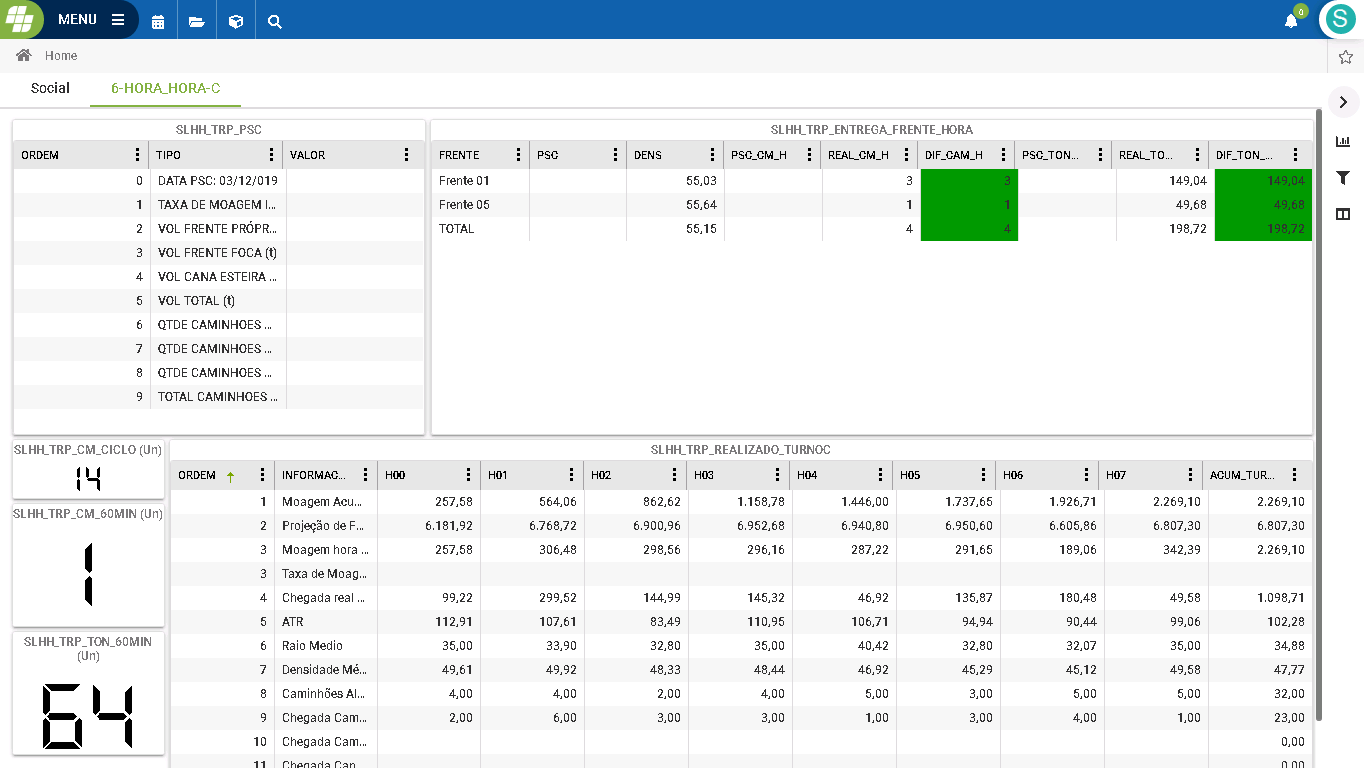 MENU
0
S
Home
Social 6-HORA_HORA-C
SLHH_TRP_PSC
ORDEM TIPO VALOR
0 DATA PSC: 03/12/019
1 TAXA DE MOAGEM I...
2 VOL FRENTE PRÓPR...
3 VOL FRENTE FOCA (t)
4 VOL CANA ESTEIRA ...
5 VOL TOTAL (t)
6 QTDE CAMINHOES ...
7 QTDE CAMINHOES ...
8 QTDE CAMINHOES ...
9 TOTAL CAMINHOES ...
SLHH_TRP_ENTREGA_FRENTE_HORA
FRENTE PSC DENS PSC_CM_H REAL_CM_H DIF_CAM_H PSC_TON... REAL_TO... DIF_TON_...
Frente 01 55,03 3 3 149,04 149,04
Frente 05 55,64 1 1 49,68 49,68
TOTAL 55,15 4 4 198,72 198,72
SLHH_TRP_CM_CICLO (Un)
14
SLHH_TRP_CM_60MIN (Un)
1
SLHH_TRP_TON_60MIN
(Un)
64
SLHH_TRP_REALIZADO_TURNOC
ORDEM INFORMAC... H00 H01 H02 H03 H04 H05 H06 H07 ACUM_TUR...
1 Moagem Acu... 257,58 564,06 862,62 1.158,78 1.446,00 1.737,65 1.926,71 2.269,10 2.269,10
2 Projeção de F... 6.181,92 6.768,72 6.900,96 6.952,68 6.940,80 6.950,60 6.605,86 6.807,30 6.807,30
3 Moagem hora ... 257,58 306,48 298,56 296,16 287,22 291,65 189,06 342,39 2.269,10
3 Taxa de Moag...
4 Chegada real ... 99,22 299,52 144,99 145,32 46,92 135,87 180,48 49,58 1.098,71
5 ATR 112,91 107,61 83,49 110,95 106,71 94,94 90,44 99,06 102,28
6 Raio Medio 35,00 33,90 32,80 35,00 40,42 32,80 32,07 35,00 34,88
7 Densidade Mé... 49,61 49,92 48,33 48,44 46,92 45,29 45,12 49,58 47,77
8 Caminhões Al... 4,00 4,00 2,00 4,00 5,00 3,00 5,00 5,00 32,00
9 Chegada Cam... 2,00 6,00 3,00 3,00 1,00 3,00 4,00 1,00 23,00
10 Chegada Cam... 0,00
11 Chegada Can... 0,00